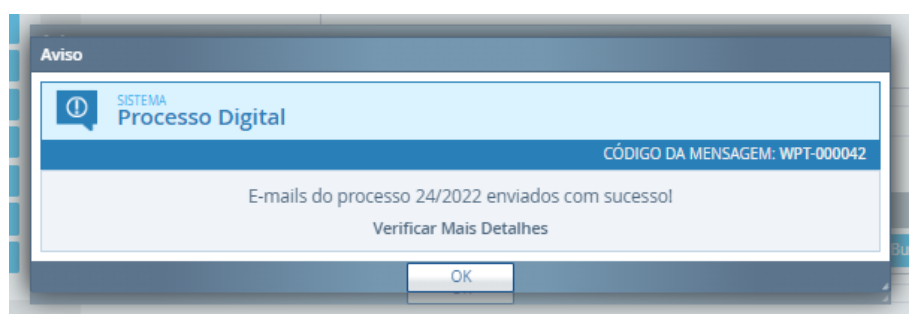 Aviso
SISTEMA
Processo Digital
CÓDIGO DA MENSAGEM: WPT-000042
E-mails do processo 24/2022 enviados com sucesso!
Verificar Mais Detalhes
Bu
OK